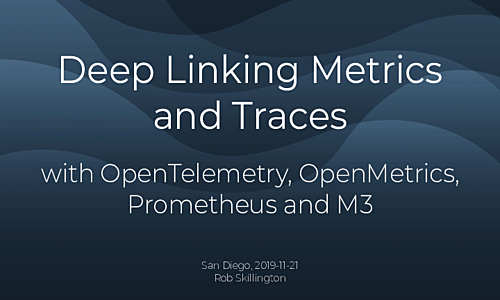 Deep Linking Metrics
and Traces
with OpenTelemetry, OpenMetrics,
Prometheus and M3
San Diego, 2019-11-21
Rob Skillington